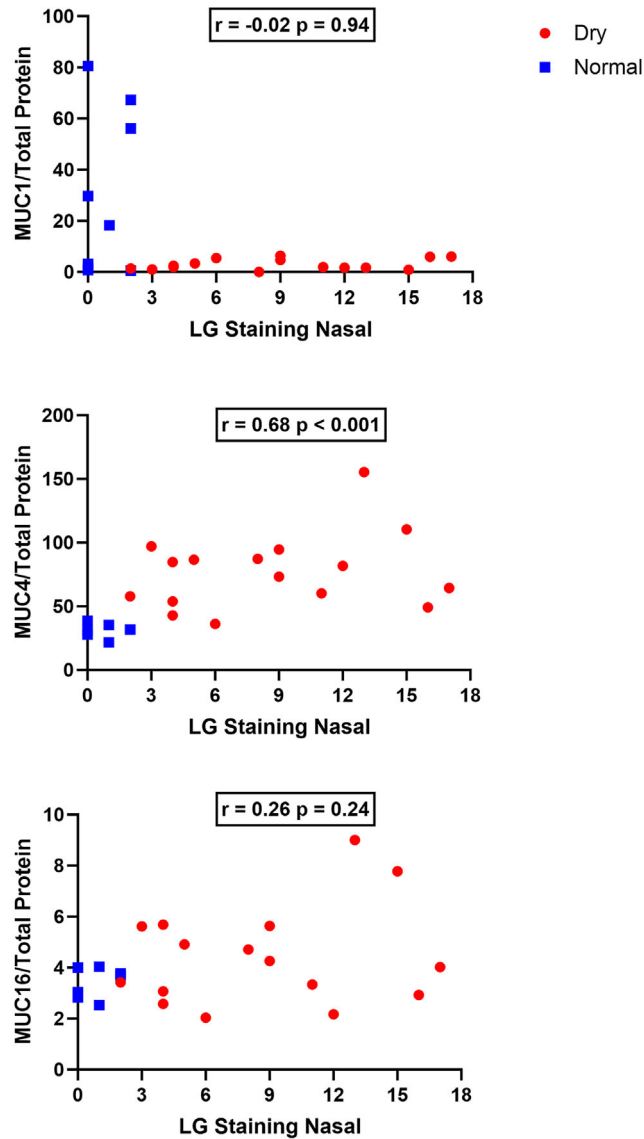 r = -0.02 p = 0.94
Dry
Normal
MUC1/Total Protein
100
80
60
40
20
0
0 3 6 9 12 15 18
LG Staining Nasal
r = 0.68 p < 0.001
MUC4/Total Protein
200
150
100
50
0
0 3 6 9 12 15 18
LG Staining Nasal
r = 0.26 p = 0.24
MUC16/Total Protein
10
8
6
4
2
0
0 3 6 9 12 15 18
LG Staining Nasal